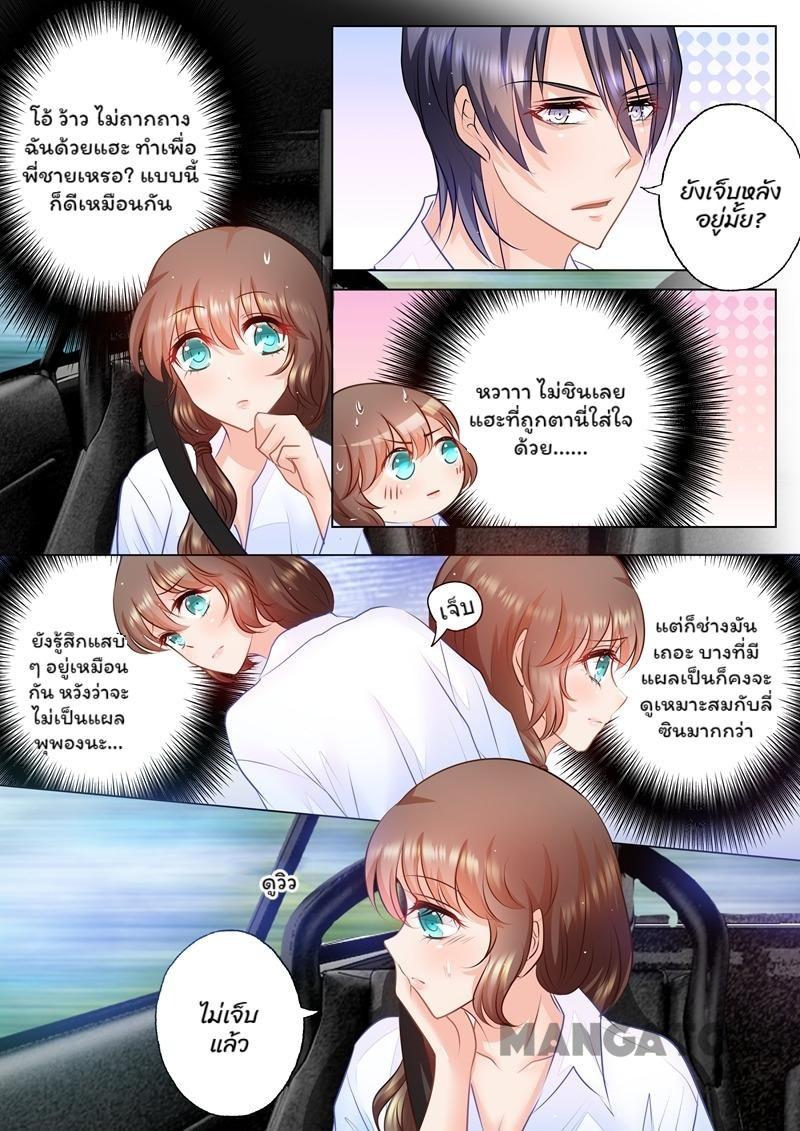 โอ้ ว้าว ไม่ถากถาง
ฉันด้วยแฮะ ทำเพื่อ
พี่ชายเหรอ? แบบนี้
ก็ดีเหมือนกัน
ยังเจ็บหลัง
อยู่มั้ย?
หวาาา ไม่ชินเลย
แฮะที่ถูกตานี่ใส่ใจ
ด้วย......
ยังรู้สึกแสบ
ๆ อยู่เหมือน
กัน หวังว่าจะ
ไม่เป็นแผล
พุพองนะ...
เจ็บ
แต่ก็ช่างมัน
เถอะ บางทีมี
แผลเป็นก็คงจะ
ดูเหมาะสมกับลี่
ซินมากกว่า
ดูวิว
ไม่เจ็บ
แล้ว